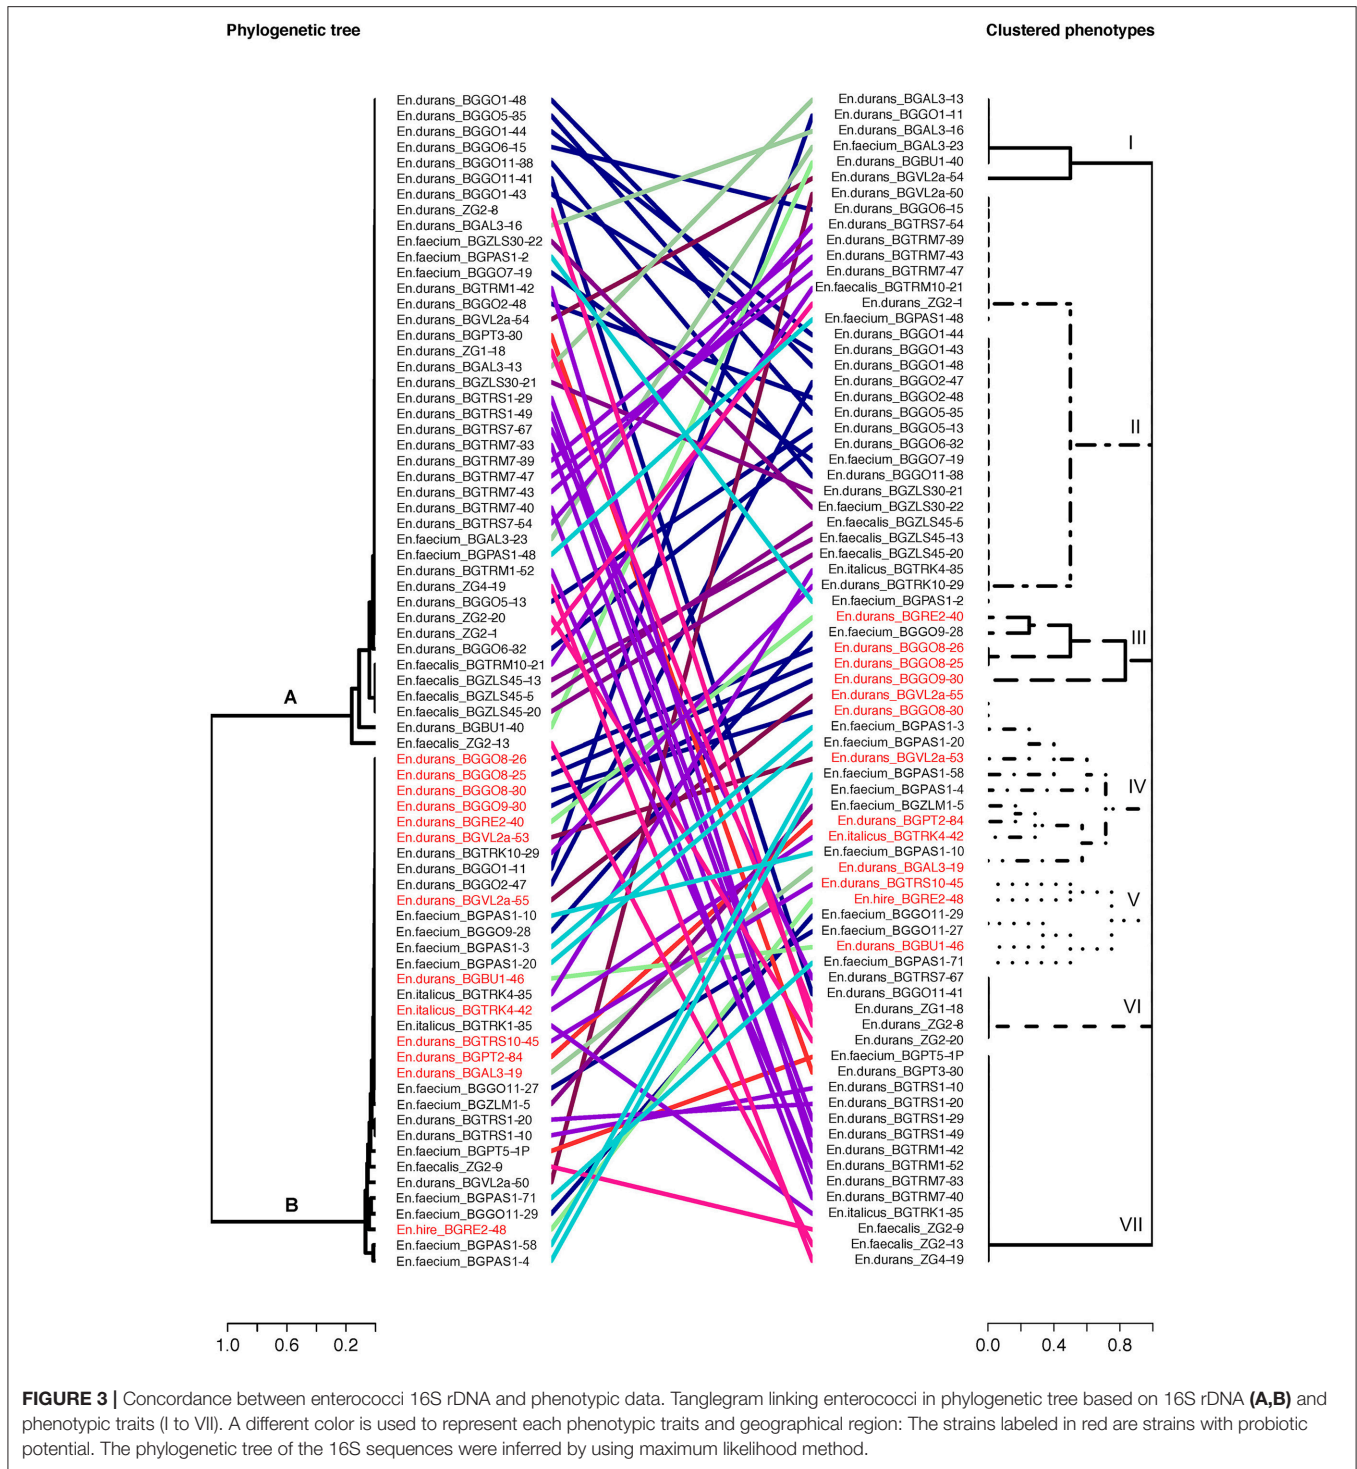 Phylogenetic tree
Clustered phenotypes
En.durans_BGGO1-48
En.durans_BGGO5-35
En.durans_BGGO1-44
En.durans_BGGO6-15
En.durans_BGGO11-38
En.durans_BGGO11-41
En.durans_BGGO1-43
En.durans_ZG2-8
En.durans_BGAL3-16
En.faecium_BGZLS30-22
En.faecium_BGPAS1-2
En.faecium_BGGO7-19
En.durans_BGTRM1-42
En.durans_BGGO2-48
En.durans_BGVL2a-54
En.durans_BGPT3-30
En.durans_ZG1-18
En.durans_BGAL3-13
En.durans_BGZLS30-21
En.durans_BGTRS1-29
En.durans_BGTRS1-49
En.durans_BGTRS7-67
En.durans_BGTRM7-33
En.durans_BGTRM7-39
En.durans_BGTRM7-47
En.durans_BGTRM7-43
En.durans_BGTRM7-40
En.durans_BGTRS7-54
En.faecium_BGAL3-23
En.faecium_BGPAS1-48
En.durans_BGTRM1-52
En.durans_ZG4-19
En.durans_BGGO5-13
En.durans_ZG2-20
En.durans_ZG2-1
En.durans_BGGO6-32
En.faecalis_BGTRM10-21
En.faecalis_BGZLS45-13
En.faecalis_BGZLS45-5
En.faecalis_BGZLS45-20
En.durans_BGBU1-40
En.faecalis_ZG2-13
En.durans_BGGO8-26
En.durans_BGGO8-25
En.durans_BGGO8-30
En.durans_BGGO9-30
En.durans_BGRE2-40
En.durans_BGVL2a-53
En.durans_BGTRK10-29
En.durans_BGGO1-11
En.durans_BGGO2-47
En.durans_BGVL2a-55
En.faecium_BGPAS1-10
En.faecium_BGGO9-28
En.faecium_BGPAS1-3
En.faecium_BGPAS1-20
En.durans_BGBU1-46
En.italicus_BGTRK4-35
En.italicus_BGTRK4-42
En.italicus_BGTRK1-35
En.durans_BGTRS10-45
En.durans_BGPT2-84
En.durans_BGAL3-19
En.faecium_BGGO11-27
En.faecium_BGZLM1-5
En.durans_BGTRS1-20
En.durans_BGTRS1-10
En.faecium_BGPT5-1P
En.faecalis_ZG2-9
En.durans_BGVL2a-50
En.faecium_BGPAS1-71
En.faecium_BGGO11-29
En.hire_BGRE2-48
En.faecium_BGPAS1-58
En.faecium_BGPAS1-4
A
B
1.0 0.6 0.2
En.durans_BGAL3-13
En.durans_BGGO1-11
En.durans_BGAL3-16
En.faecium_BGAL3-23
En.durans_BGBU1-40
En.durans_BGVL2a-54
En.durans_BGVL2a-50
En.durans_BGGO6-15
En.durans_BGTRS7-54
En.durans_BGTRM7-39
En.durans_BGTRM7-43
En.durans_BGTRM7-47
En.faecalis_BGTRM10-21
En.durans_ZG2-1
En.faecium_BGPAS1-48
En.durans_BGGO1-44
En.durans_BGGO1-43
En.durans_BGGO1-48
En.durans_BGGO2-47
En.durans_BGGO2-48
En.durans_BGGO5-35
En.durans_BGGO5-13
En.durans_BGGO6-32
En.faecium_BGGO7-19
En.durans_BGGO11-38
En.durans_BGZLS30-21
En.faecium_BGZLS30-22
En.faecalis_BGZLS45-5
En.faecalis_BGZLS45-13
En.faecalis_BGZLS45-20
En.italicus_BGTRK4-35
En.durans_BGTRK10-29
En.faecium_BGPAS1-2
En.durans_BGRE2-40
En.faecium_BGGO9-28
En.durans_BGGO8-26
En.durans_BGGO8-25
En.durans_BGGO9-30
En.durans_BGVL2a-55
En.durans_BGGO8-30
En.faecium_BGPAS1-3
En.faecium_BGPAS1-20
En.durans_BGVL2a-53
En.faecium_BGPAS1-58
En.faecium_BGPAS1-4
En.faecium_BGZLM1-5
En.durans_BGPT2-84
En.italicus_BGTRK4-42
En.faecium_BGPAS1-10
En.durans_BGAL3-19
En.durans_BGTRS10-45
En.hire_BGRE2-48
En.faecium_BGGO11-29
En.faecium_BGGO11-27
En.durans_BGBU1-46
En.faecium_BGPAS1-71
En.durans_BGTRS7-67
En.durans_BGGO11-41
En.durans_ZG1-18
En.durans_ZG2-8
En.durans_ZG2-20
En.faecium_BGPT5-1P
En.durans_BGPT3-30
En.durans_BGTRS1-10
En.durans_BGTRS1-20
En.durans_BGTRS1-29
En.durans_BGTRS1-49
En.durans_BGTRM1-42
En.durans_BGTRM1-52
En.durans_BGTRM7-33
En.durans_BGTRM7-40
En.italicus_BGTRK1-35
En.faecalis_ZG2-9
En.faecalis_ZG2-13
En.durans_ZG4-19
I
II
III
IV
V
VI
VII
0.0 0.4 0.8
FIGURE 3 | Concordance between enterococci 16S rDNA and phenotypic data. Tanglegram linking enterococci in phylogenetic tree based on 16S rDNA (A,B) and
phenotypic traits (I to VII). A different color is used to represent each phenotypic traits and geographical region: The strains labeled in red are strains with probiotic
potential. The phylogenetic tree of the 16S sequences were inferred by using maximum likelihood method.